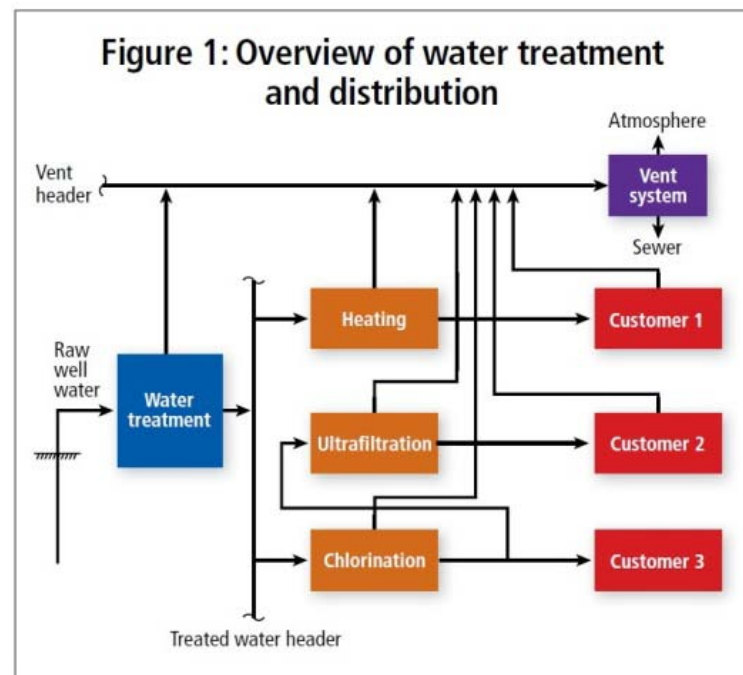 Figure 1: Overview of water treatment
and distribution
Atmosphere
Vent
header
Vent
system
Sewer
Heating
Customer 1
Raw
well
water
Water
treatment
Ultrafiltration
Customer 2
Chlorination
Customer 3
Treated water header